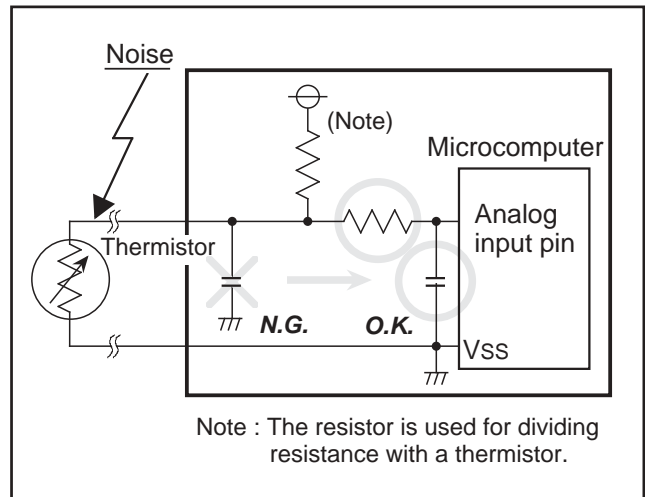 Noise
(Note)
Microcomputer
Thermistor
Analog
input pin
N.G.
O.K.
VSS
Note : The resistor is used for dividing
resistance with a thermistor.